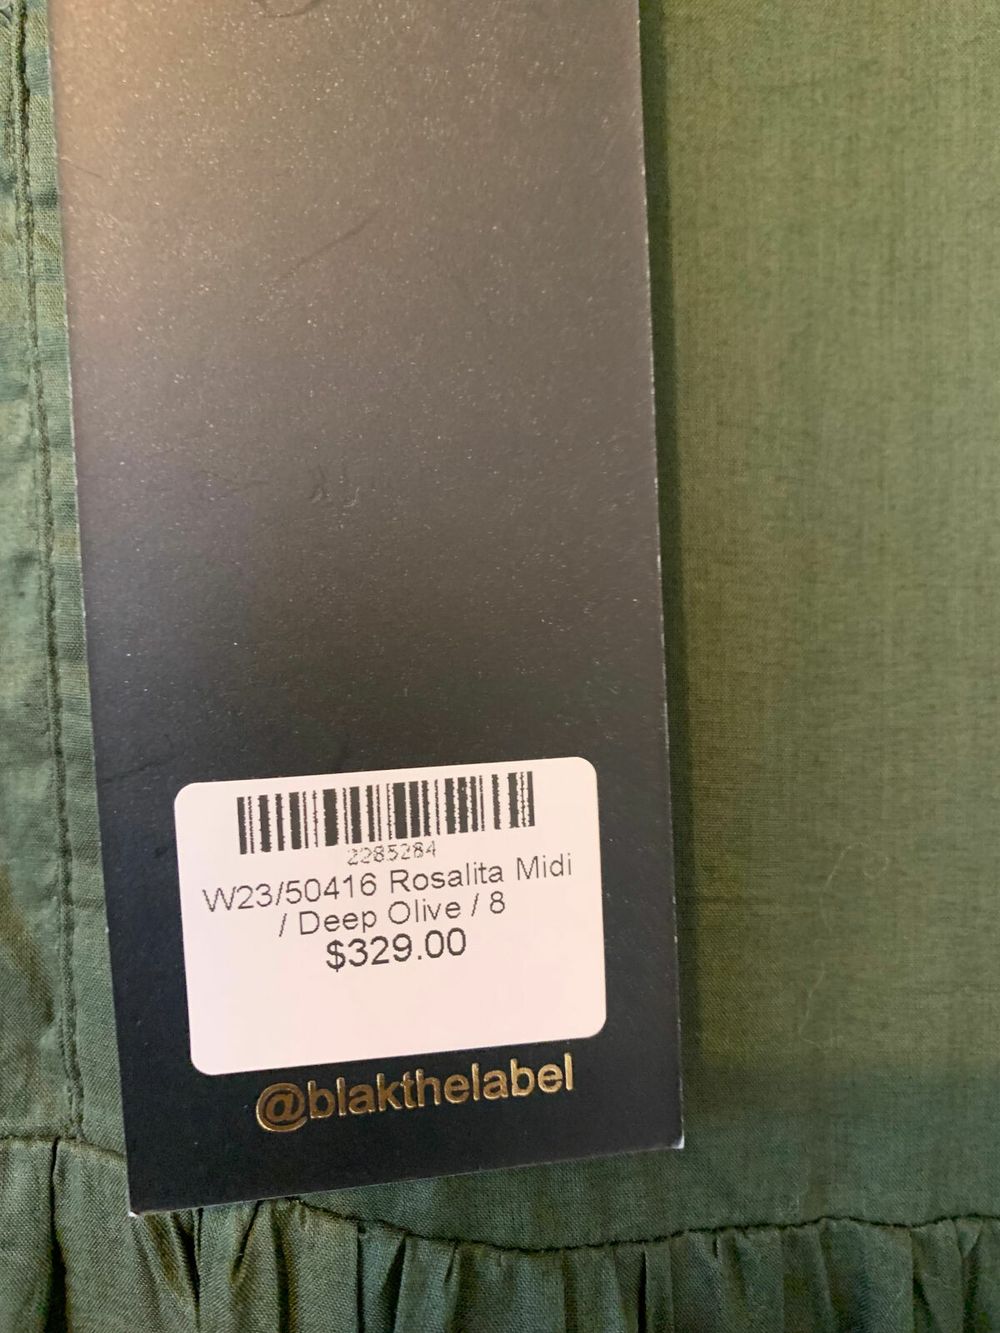 2285284
W23/50416 Rosalita Midi
/ Deep Olive / 8
$329.00
@blakthelabel